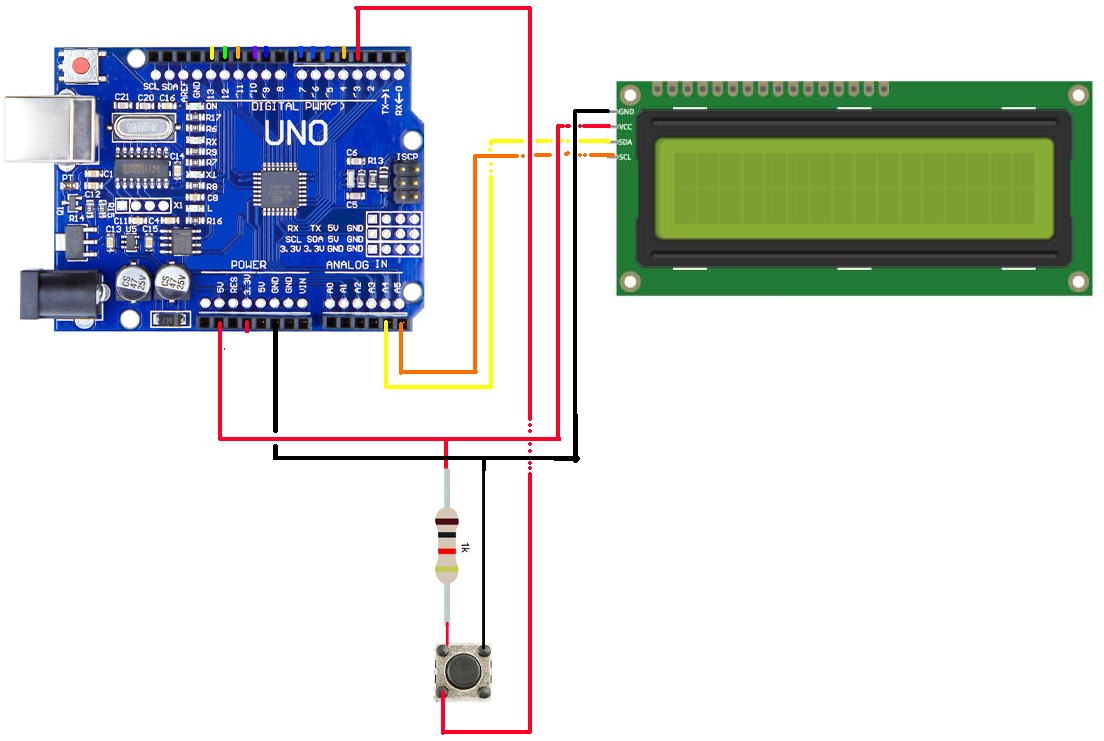 SCL SDA AREF GND 13 12 11 10 9 8 7 6 5 4 3 2 TX→1 RX←0
DIGITAL PWM(~)
UNO
C21 C20 C16
ON
R17
R6
RX
R9
R7
TX
R8
C8
L
R16
C14
PT
C1
C12
Q1
R15
X1
R14
C11 C4
C13 U5 C15
C6
R13
C5
ISCP
RX TX 5V GND
SCL SDA 5V GND
3.3V 3.3V GND GND
POWER
ANALOG IN
5V RES 3.3V 5V GND GND VIN
A0 A1 A2 A3 A4 A5
CS
47
25V
CS
47
25V
GND
VCC
SDA
SCL
1k